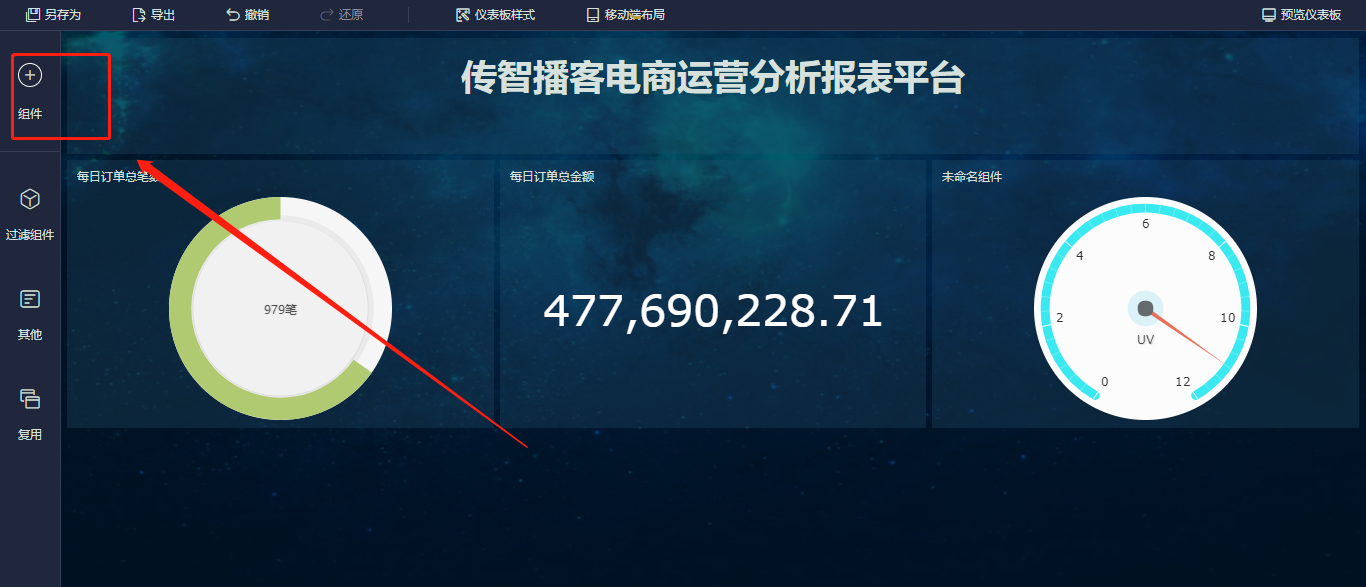 另存为 导出 撤销 还原 仪表板样式 移动端布局 预览仪表板
组件
过滤组件
其他
复用
传智播客电商运营分析报表平台
每日订单总笔数
979笔
每日订单总金额
477,690,228.71
未命名组件
6
4 8
2 10
UV
0 12